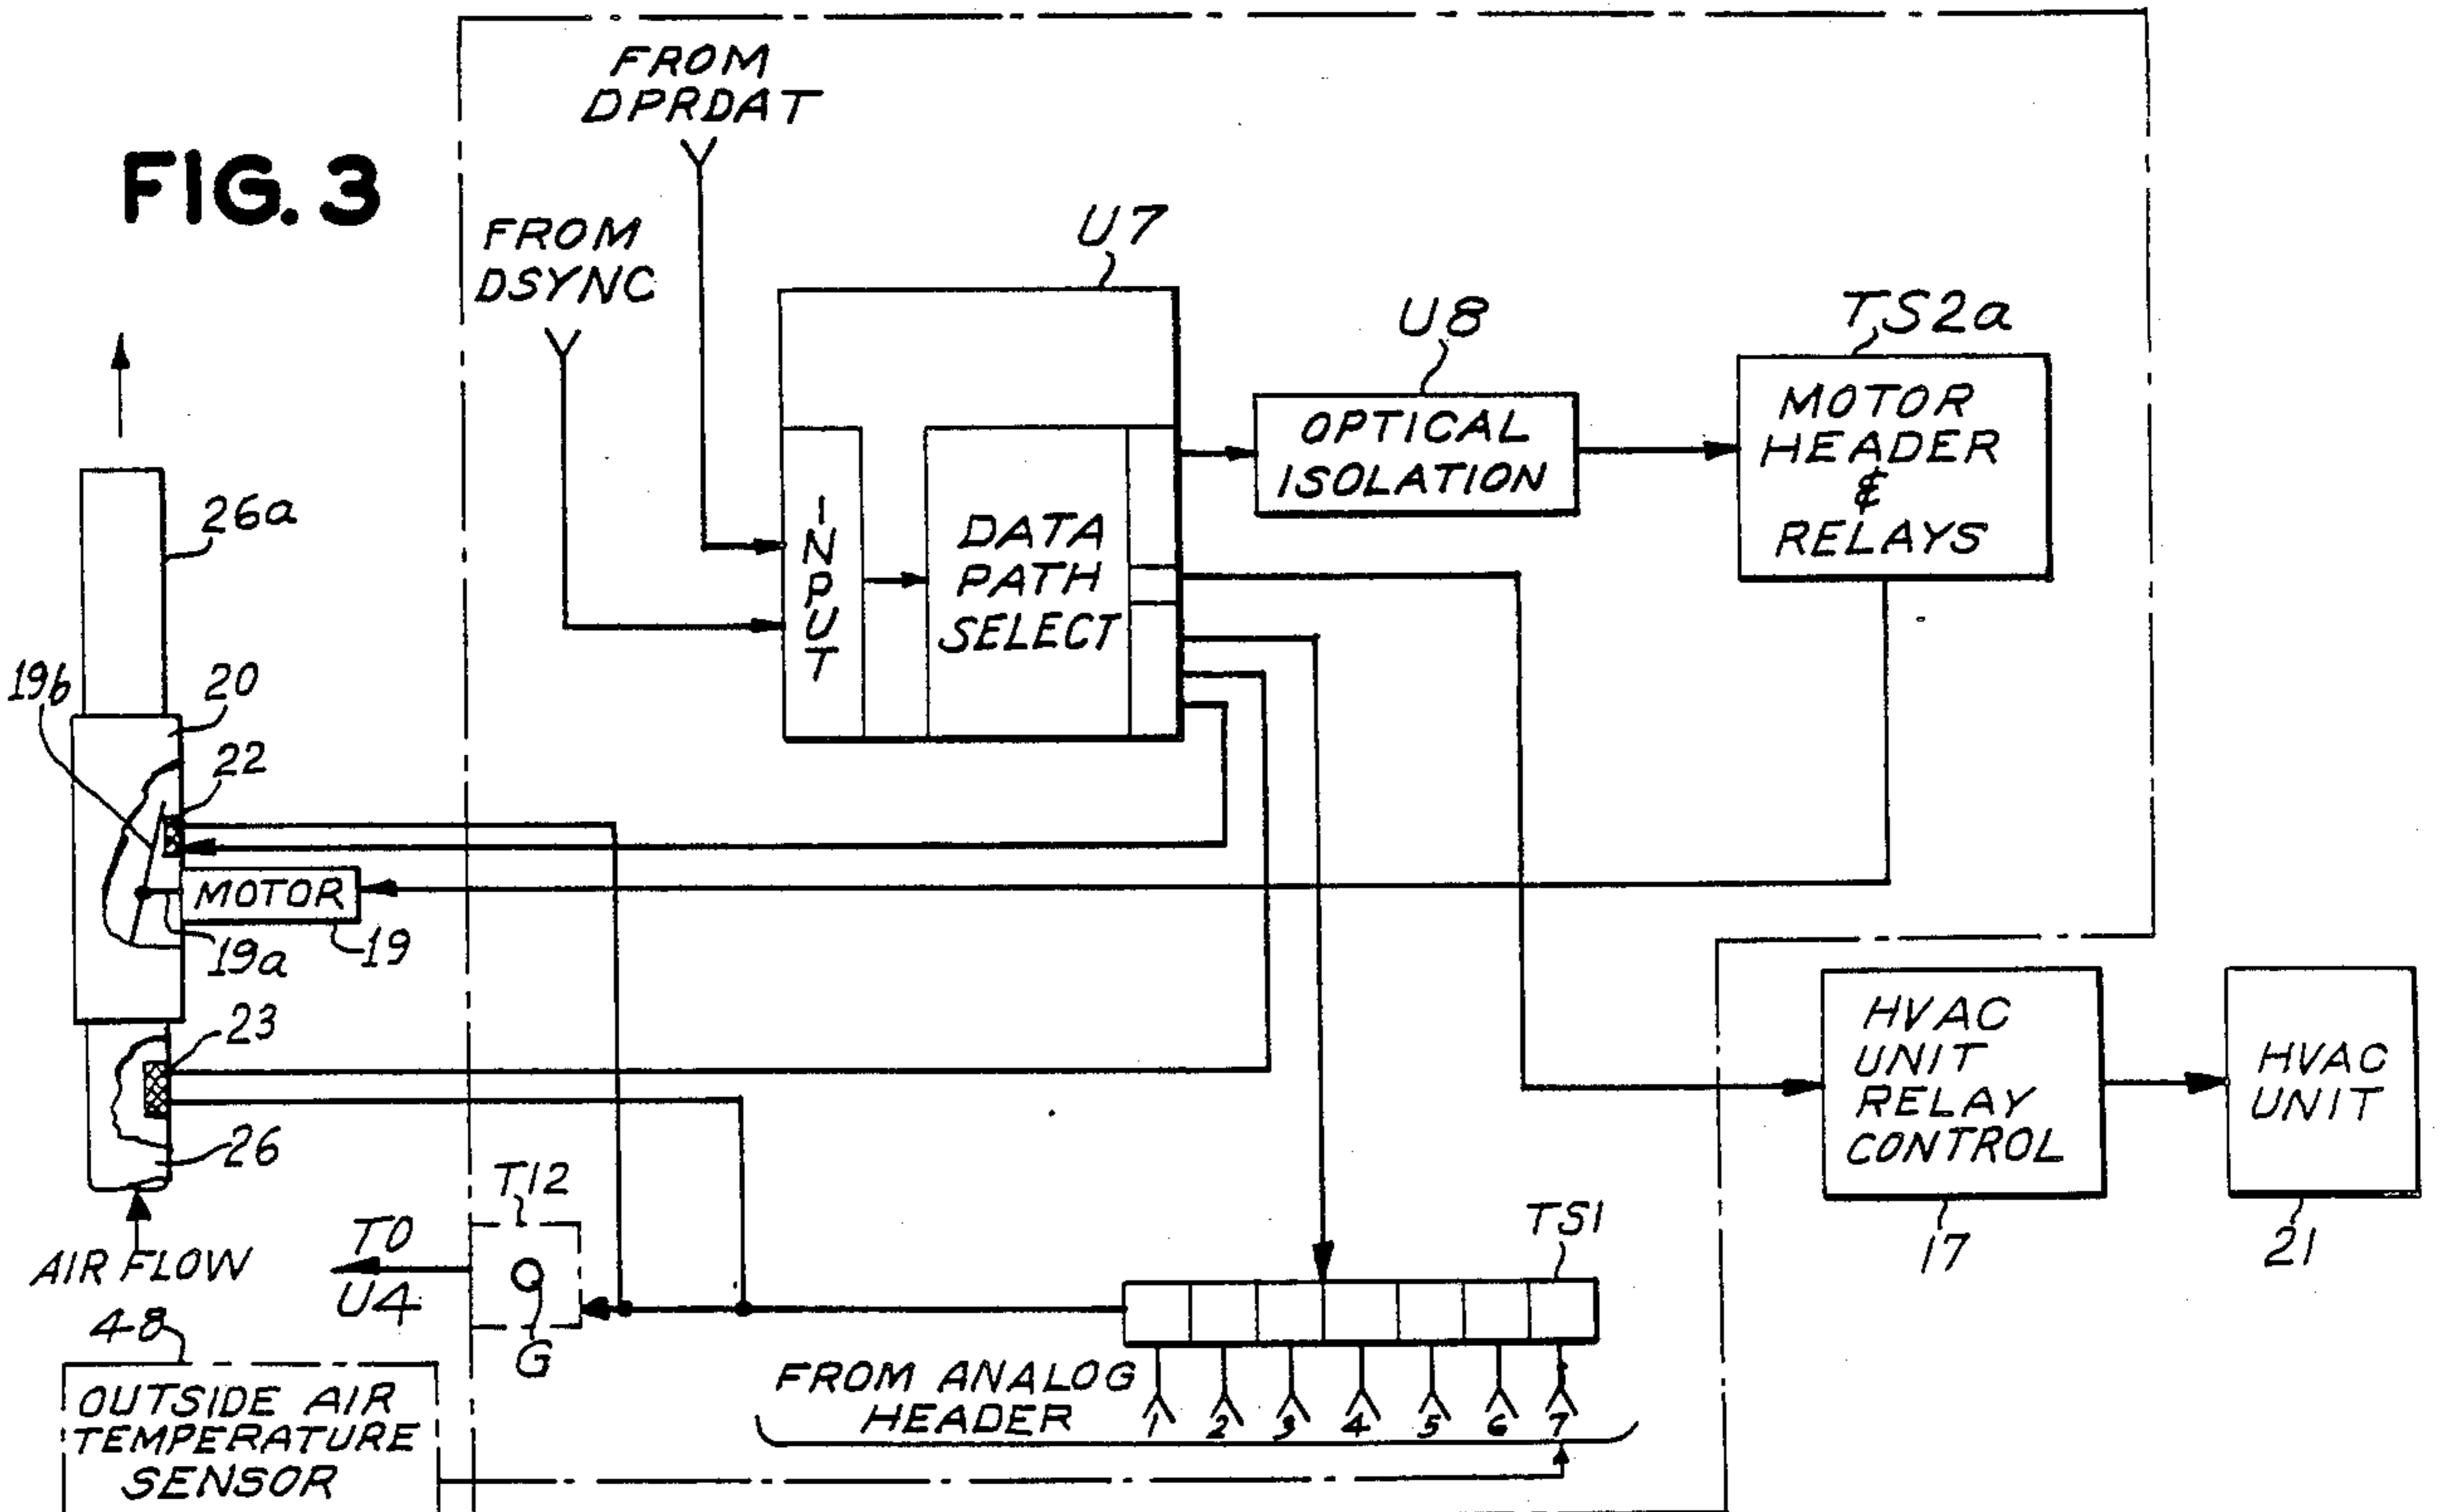 FIG. 3
FROM
DPRDAT
FROM
DSYNC
U7
U8
TS2a
INPUT
DATA
PATH
SELECT
OPTICAL
ISOLATION
MOTOR
HEADER
&
RELAYS
26a
19b
20
22
MOTOR
19a
19
23
26
AIR FLOW
TO
U4
T12
G
TS1
FROM ANALOG
HEADER
1 2 3 4 5 6 7
HVAC
UNIT
RELAY
CONTROL
17
HVAC
UNIT
21
48
OUTSIDE AIR
TEMPERATURE
SENSOR